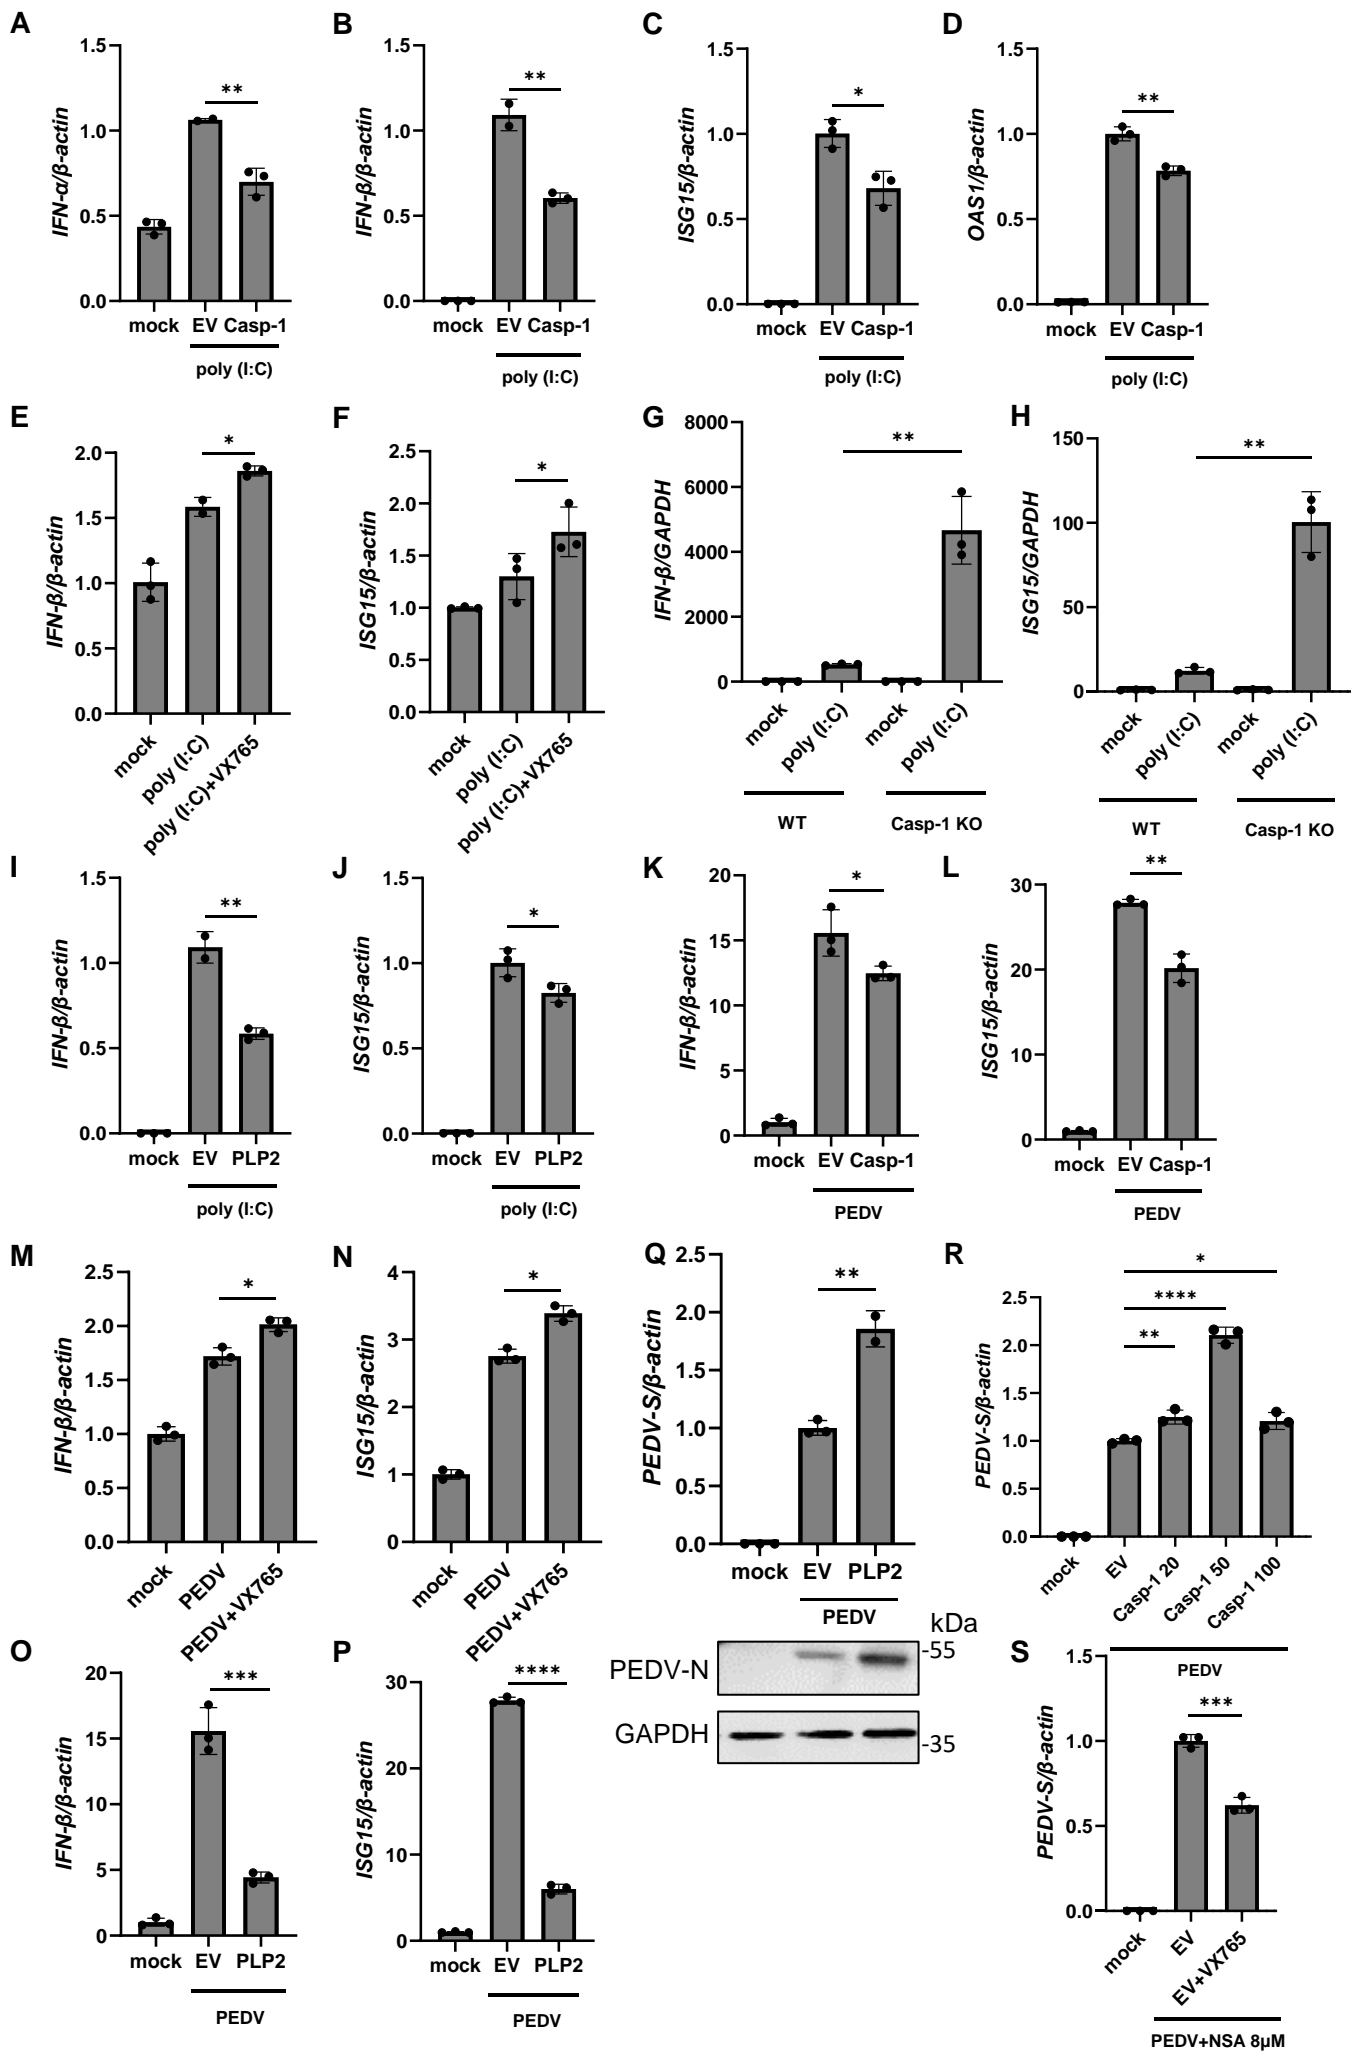 A
IFN-α/β-actin
1.5
1.0
0.5
0.0
**
mock EV Casp-1
poly (I:C)
B
IFN-β/β-actin
1.5
1.0
0.5
0.0
**
mock EV Casp-1
poly (I:C)
C
ISG15/β-actin
1.5
1.0
0.5
0.0
*
mock EV Casp-1
poly (I:C)
D
OAS1/β-actin
1.5
1.0
0.5
0.0
**
mock EV Casp-1
poly (I:C)
E
IFN-β/β-actin
2.0
1.5
1.0
0.5
0.0
*
mock
poly (I:C)
poly (I:C)+VX765
F
ISG15/β-actin
2.5
2.0
1.5
1.0
0.5
0.0
*
mock
poly (I:C)
poly (I:C)+VX765
G
IFN-β/GAPDH
8000
6000
4000
2000
0
**
mock
poly (I:C)
mock
poly (I:C)
WT
Casp-1 KO
H
ISG15/GAPDH
150
100
50
0
**
mock
poly (I:C)
mock
poly (I:C)
WT
Casp-1 KO
I
IFN-β/β-actin
1.5
1.0
0.5
0.0
**
mock EV PLP2
poly (I:C)
J
ISG15/β-actin
1.5
1.0
0.5
0.0
*
mock EV PLP2
poly (I:C)
K
IFN-β/β-actin
20
15
10
5
0
*
mock EV Casp-1
PEDV
L
ISG15/β-actin
30
20
10
0
**
mock EV Casp-1
PEDV
M
IFN-β/β-actin
2.5
2.0
1.5
1.0
0.5
0.0
*
mock
PEDV
PEDV+VX765
N
ISG15/β-actin
4
3
2
1
0
*
mock
PEDV
PEDV+VX765
Q
PEDV-S/β-actin
2.5
2.0
1.5
1.0
0.5
0.0
**
mock EV PLP2
PEDV
kDa
PEDV-N
-55
GAPDH
-35
R
PEDV-S/β-actin
2.5
2.0
1.5
1.0
0.5
0.0
*
****
**
mock
EV
Casp-1 20
Casp-1 50
Casp-1 100
PEDV
O
IFN-β/β-actin
20
15
10
5
0
***
mock EV PLP2
PEDV
P
ISG15/β-actin
30
20
10
0
****
mock EV PLP2
PEDV
S
PEDV-S/β-actin
1.5
1.0
0.5
0.0
***
mock
EV
EV+VX765
PEDV+NSA 8μM